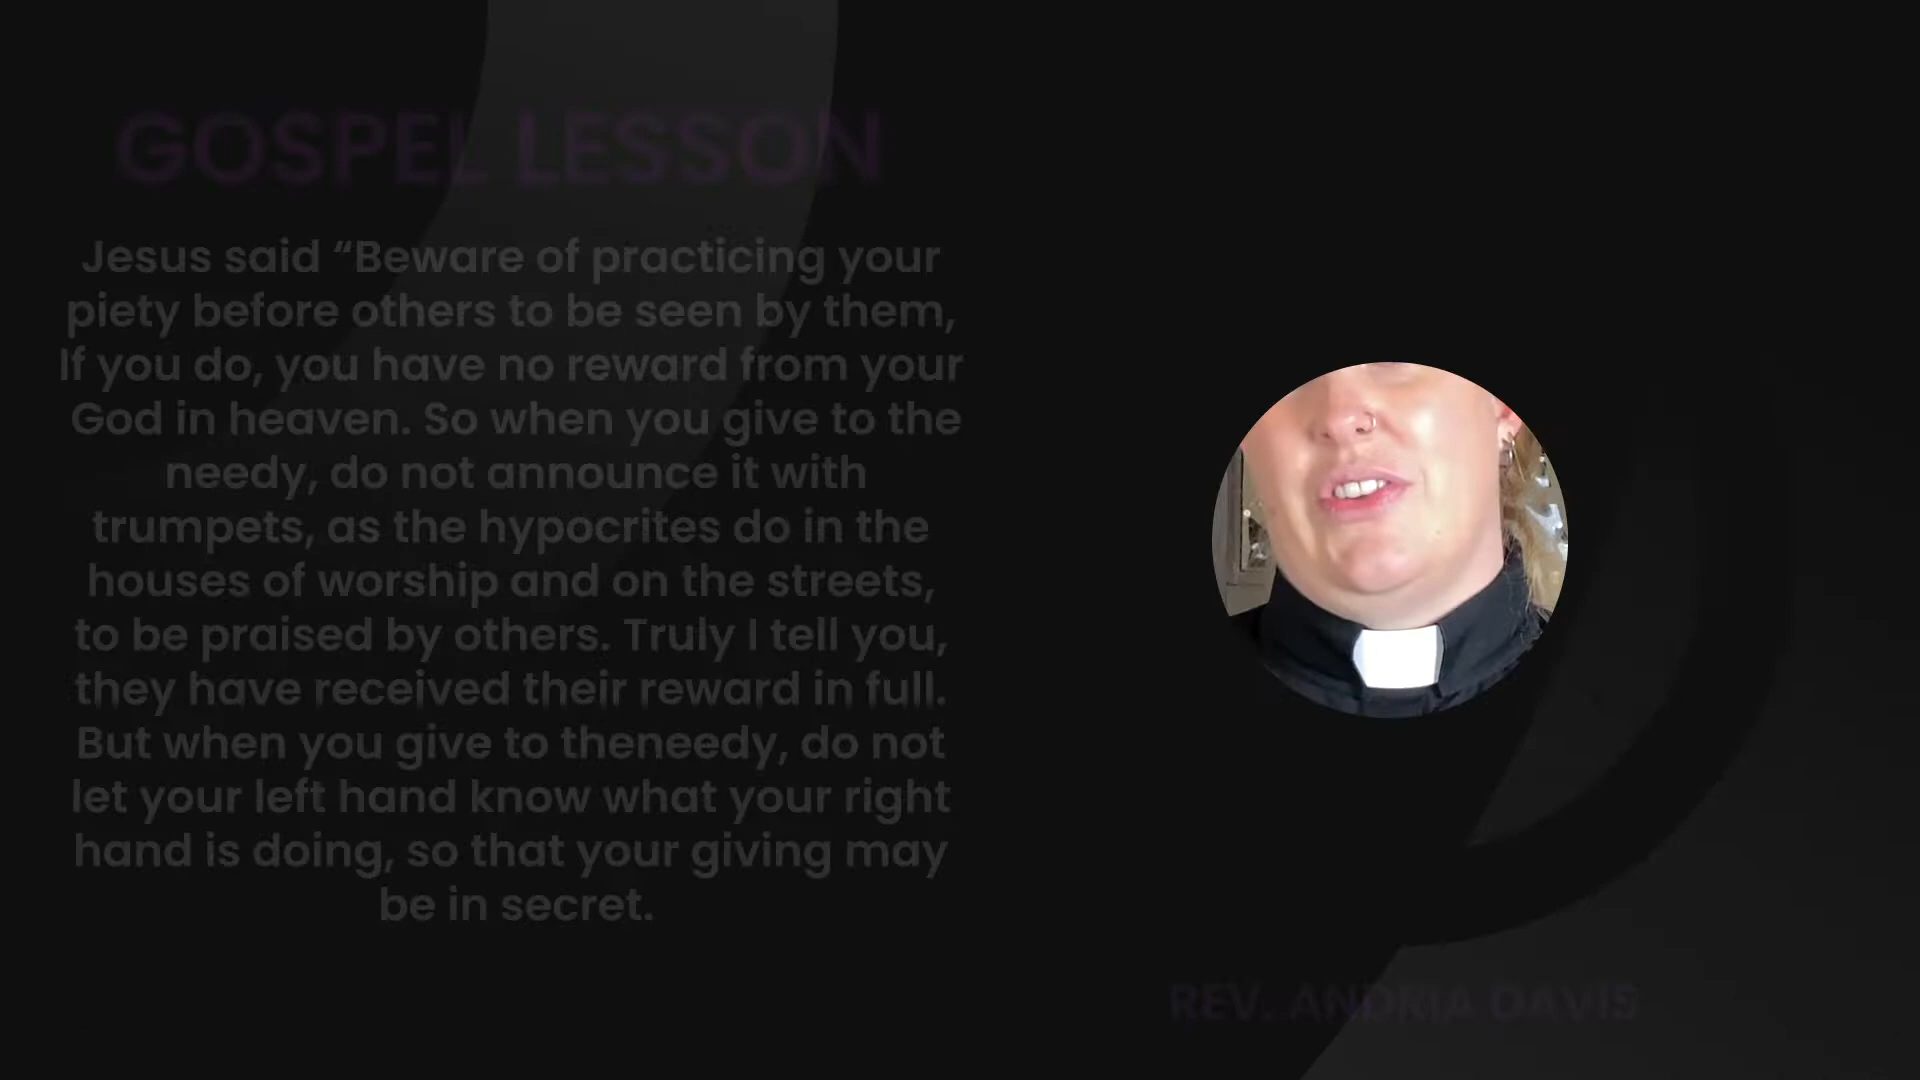 GOSPEL LESSON
Jesus said “Beware of practicing your
piety before others to be seen by them,
If you do, you have no reward from your
God in heaven. So when you give to the
needy, do not announce it with
trumpets, as the hypocrites do in the
houses of worship and on the streets,
to be praised by others. Truly I tell you,
they have received their reward in full.
But when you give to theneedy, do not
let your left hand know what your right
hand is doing, so that your giving may
be in secret.
REV. ANDRIA DAVIS